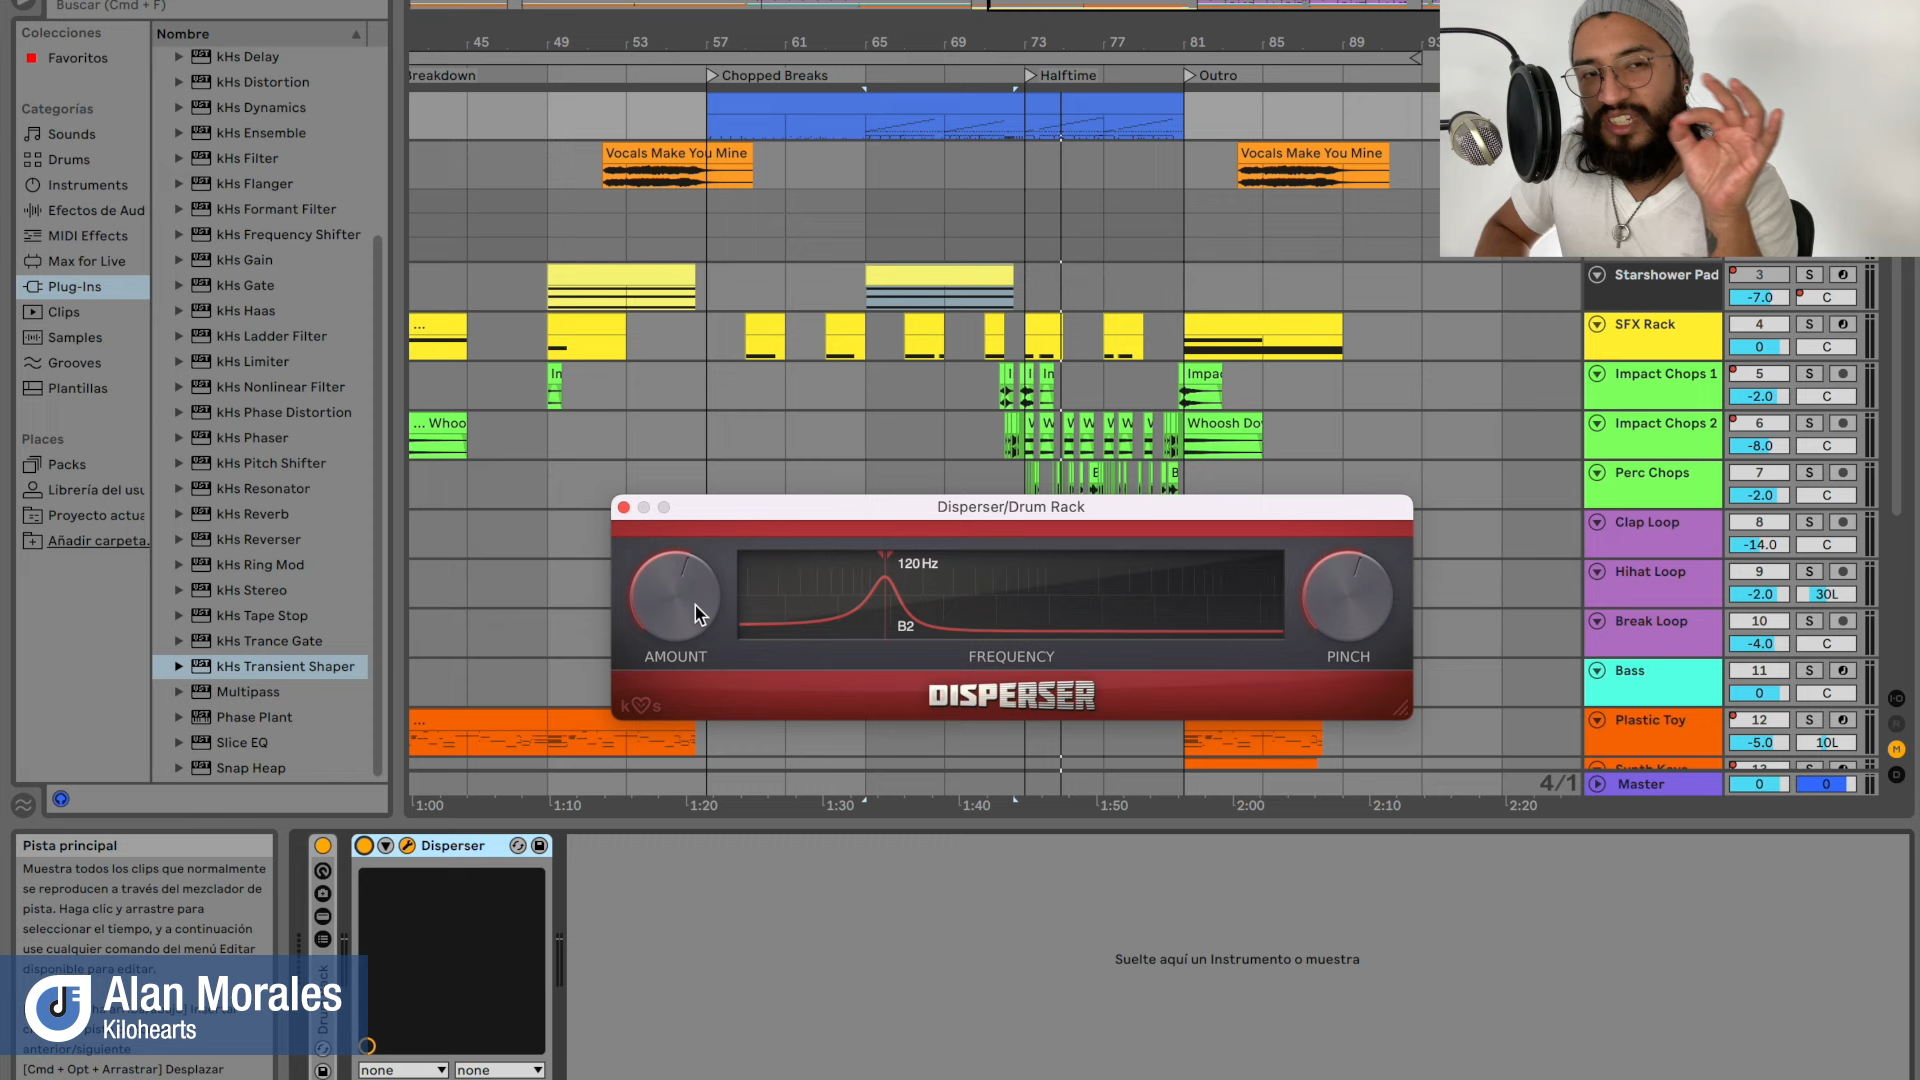 Buscar (Cmd + F)
Colecciones
Favoritos
Categorías
Sounds
Drums
Instruments
Efectos de Aud
MIDI Effects
Max for Live
Plug-Ins
Clips
Samples
Grooves
Plantillas
Places
Packs
Librería del usu
Proyecto actua
Añadir carpeta.
Nombre
kHs Delay
kHs Distortion
kHs Dynamics
kHs Ensemble
kHs Filter
kHs Flanger
kHs Formant Filter
kHs Frequency Shifter
kHs Gain
kHs Gate
kHs Haas
kHs Ladder Filter
kHs Limiter
kHs Nonlinear Filter
kHs Phase Distortion
kHs Phaser
kHs Pitch Shifter
kHs Resonator
kHs Reverb
kHs Reverser
kHs Ring Mod
kHs Stereo
kHs Tape Stop
kHs Trance Gate
kHs Transient Shaper
Multipass
Phase Plant
Slice EQ
Snap Heap
45 49 53 57 61 65 69 73 77 81 85 89 93
Breakdown Chopped Breaks Halftime Outro
Vocals Make You Mine Vocals Make You Mine
...
In I I In Impac
... Whoo V W V W V W V Whoosh Do
B B
...
Starshower Pad 3 S
-7.0 C
SFX Rack 4 S
0 C
Impact Chops 1 5 S
-2.0 C
Impact Chops 2 6 S
-8.0 C
Perc Chops 7 S
-2.0 C
Clap Loop 8 S
-14.0 C
Hihat Loop 9 S
-2.0 30L
Break Loop 10 S
-4.0 C
Bass 11 S
0 C
Plastic Toy 12 S
-5.0 10L
Synth Keys 13 S
4/1 Master 0 0
Disperser/Drum Rack
120 Hz
B2
AMOUNT FREQUENCY PINCH
DISPERSER
k s
1:00 1:10 1:20 1:30 1:40 1:50 2:00 2:10 2:20
I-O
R
M
D
Pista principal
Muestra todos los clips que normalmente
se reproducen a través del mezclador de
pista. Haga clic y arrastre para
seleccionar el tiempo, y a continuación
use cualquier comando del menú Editar
disponible para editar.
anterior/siguiente
[Cmd + Opt + Arrastrar] Desplazar
Alan Morales
Kilohearts
Disperser
none none
Suelte aquí un Instrumento o muestra